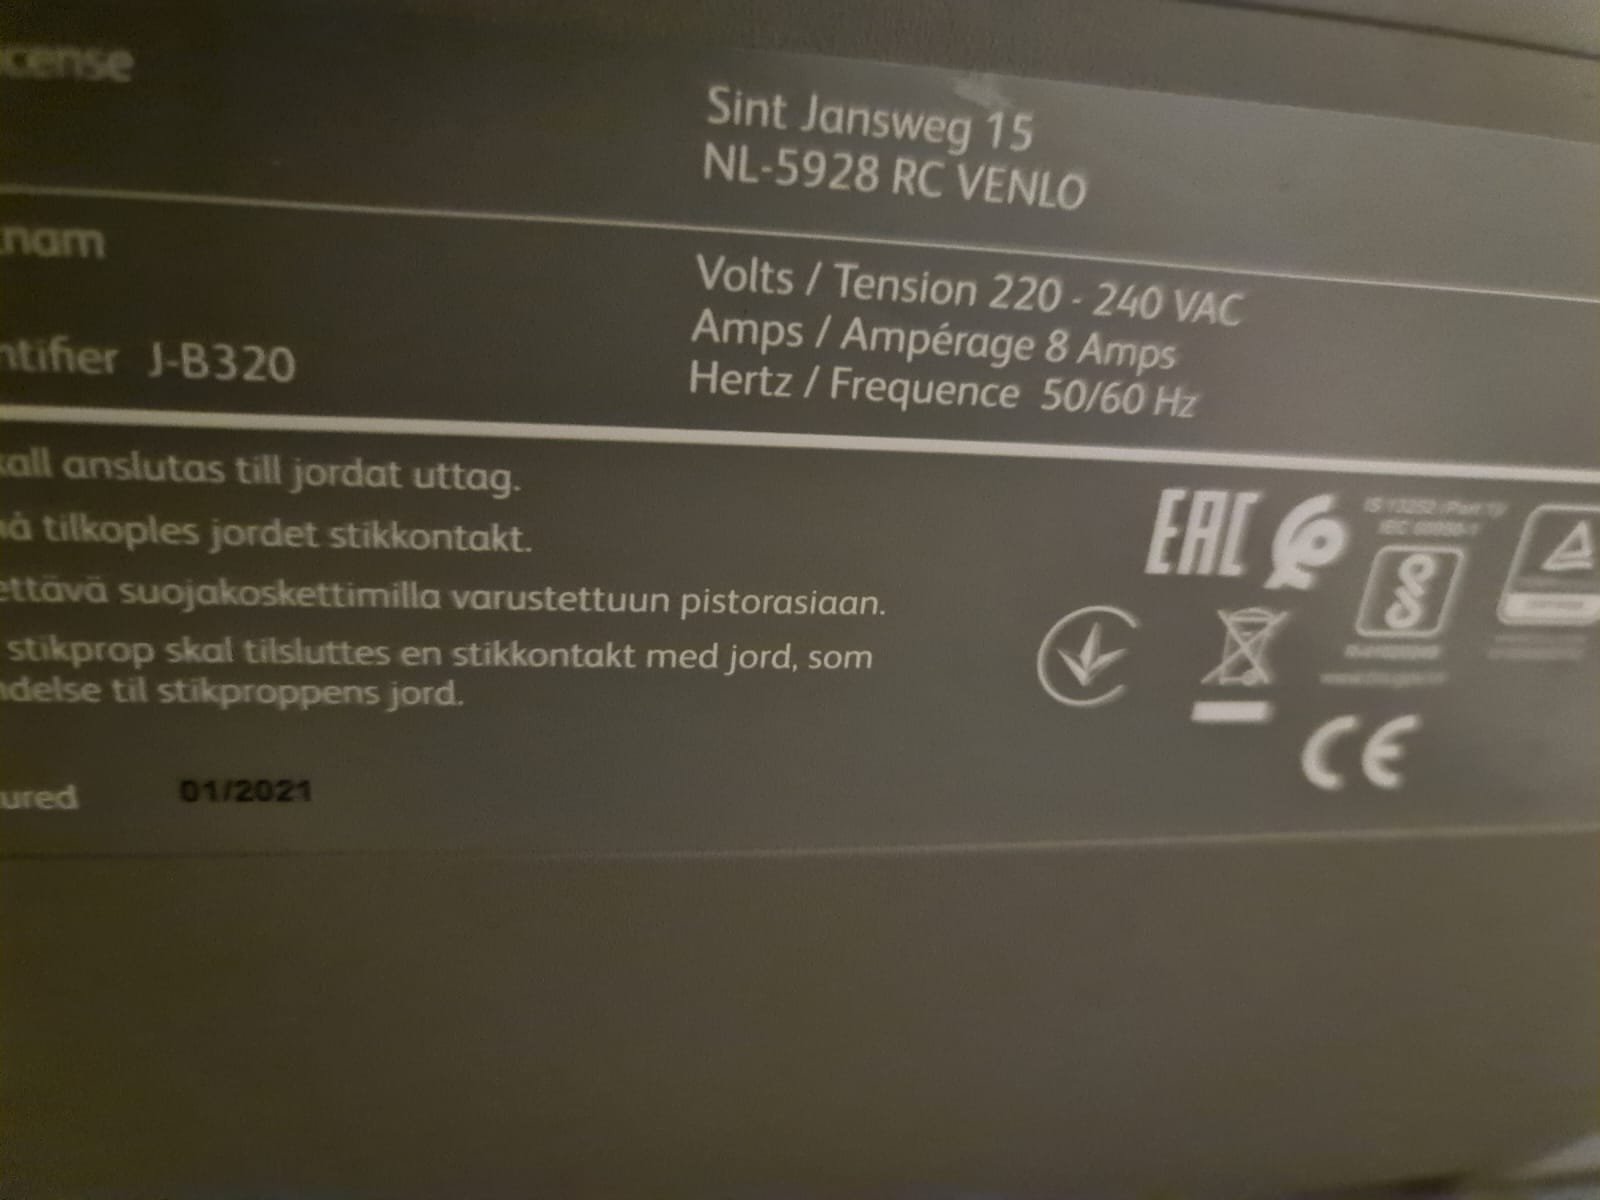 cense
Sint Jansweg 15
NL-5928 RC VENLO
nam
Volts / Tension 220 - 240 VAC
Amps / Ampérage 8 Amps
Hertz / Frequence 50/60 Hz
ntifier J-B320
kall anslutas till jordat uttag.
må tilkoples jordet stikkontakt.
ettävä suojakoskettimilla varustettuun pistorasiaan.
stikprop skal tilsluttes en stikkontakt med jord, som
ndelse til stikproppens jord.
EAC
CE
ured 01/2021